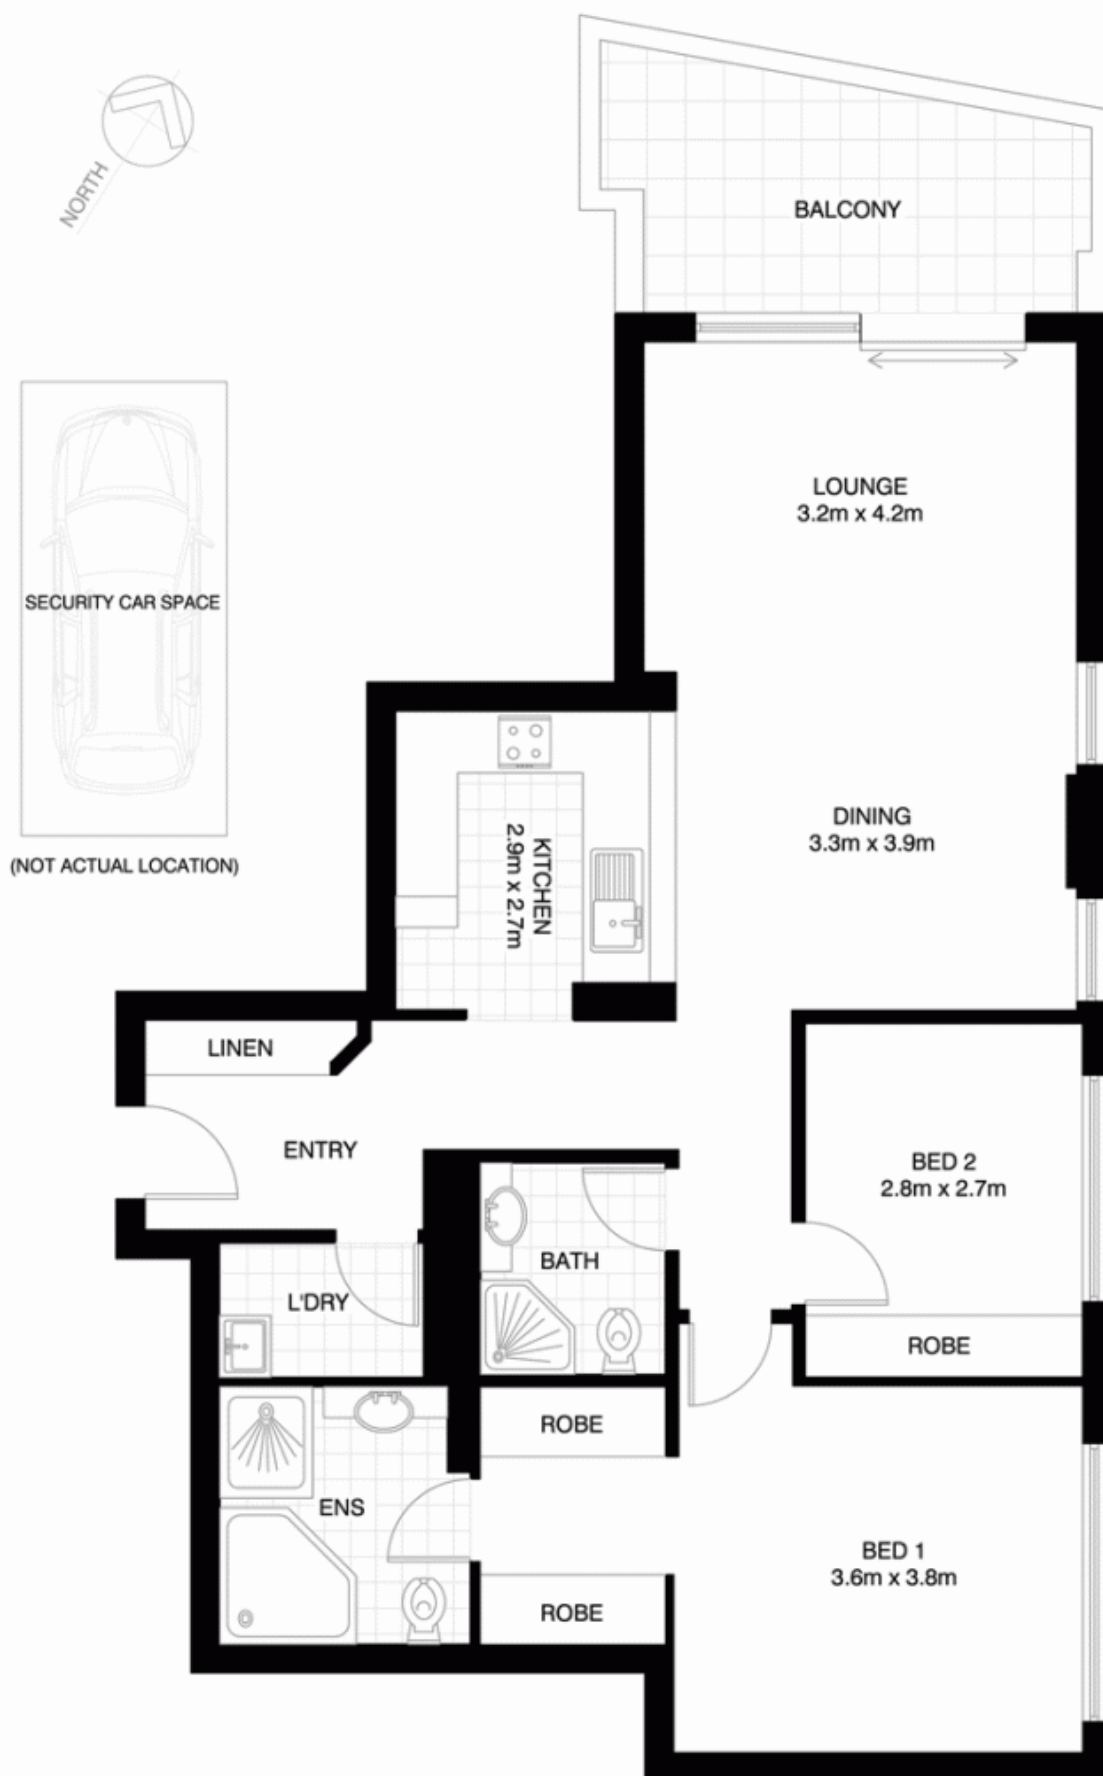 NORTH
BALCONY
LOUNGE
3.2m x 4.2m
SECURITY CAR SPACE
(NOT ACTUAL LOCATION)
DINING
3.3m x 3.9m
KITCHEN
2.9m x 2.7m
LINEN
ENTRY
BED 2
2.8m x 2.7m
BATH
L'DRY
ROBE
ROBE
ENS
BED 1
3.6m x 3.8m
ROBE